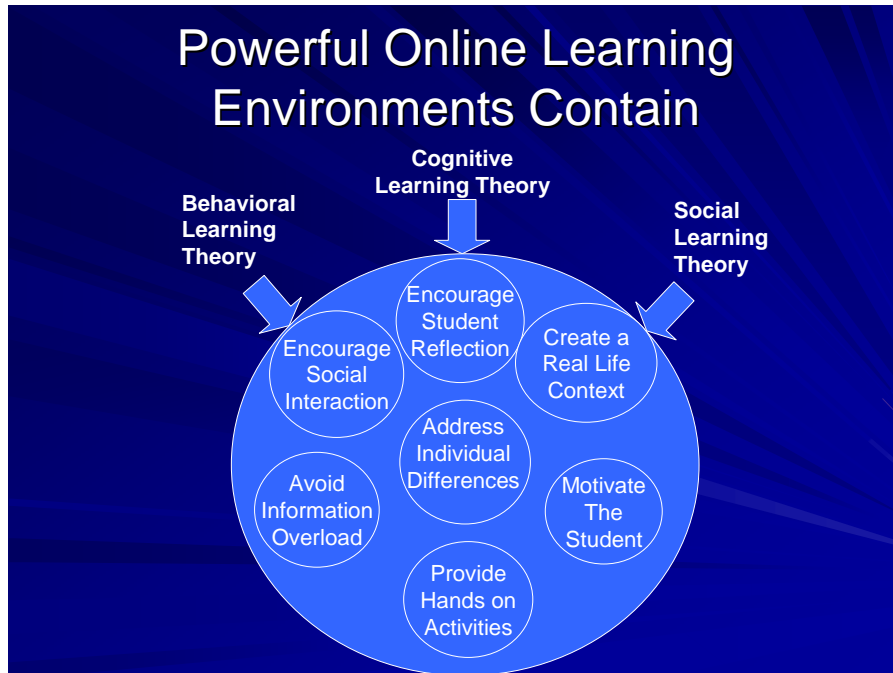 Powerful Online Learning
Environments Contain
Cognitive
Learning Theory
Behavioral
Learning
Theory
Social
Learning
Theory
Encourage
Student
Reflection
Encourage
Social
Interaction
Create a
Real Life
Context
Address
Individual
Differences
Avoid
Information
Overload
Motivate
The
Student
Provide
Hands on
Activities